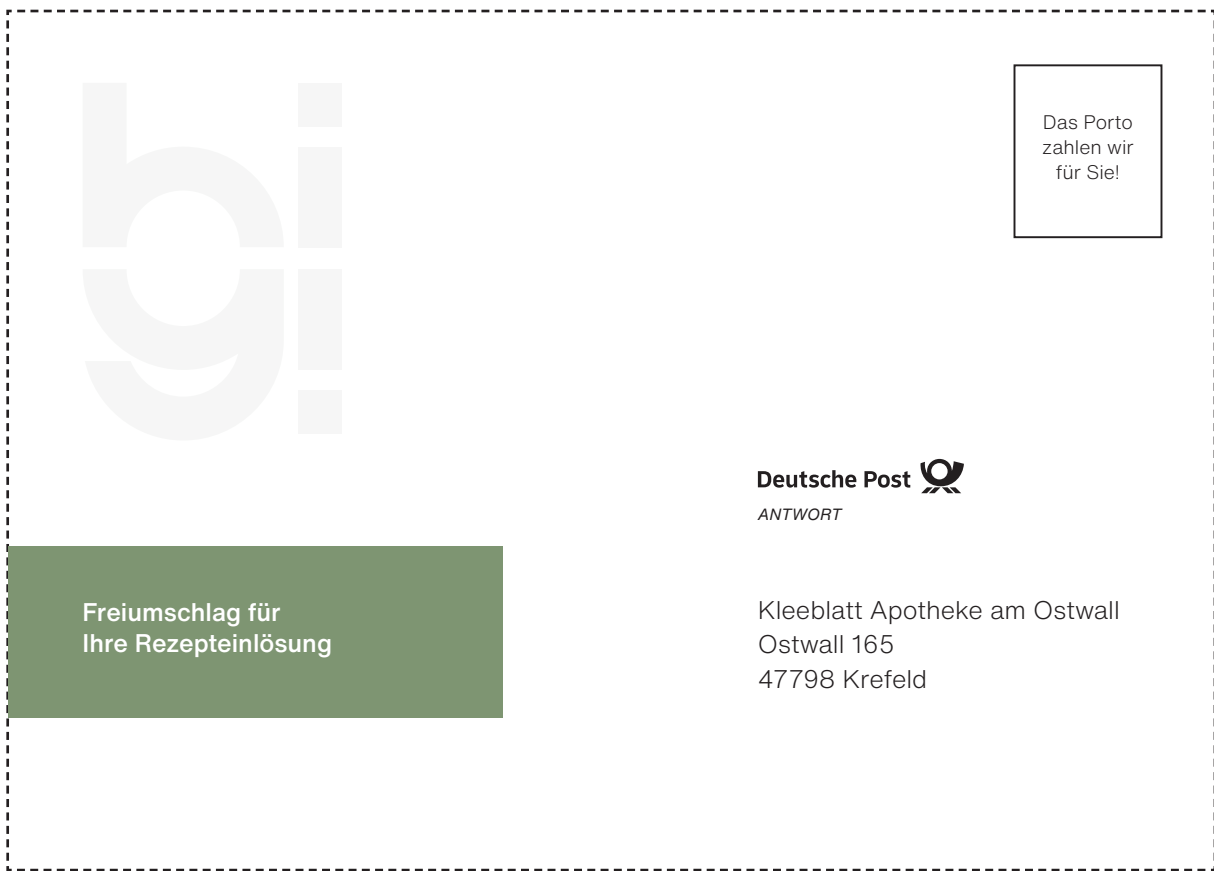 Das Porto
zahlen wir
für Sie!
Deutsche Post
ANTWORT
Freiumschlag für
Ihre Rezepteinlösung
Kleeblatt Apotheke am Ostwall
Ostwall 165
47798 Krefeld